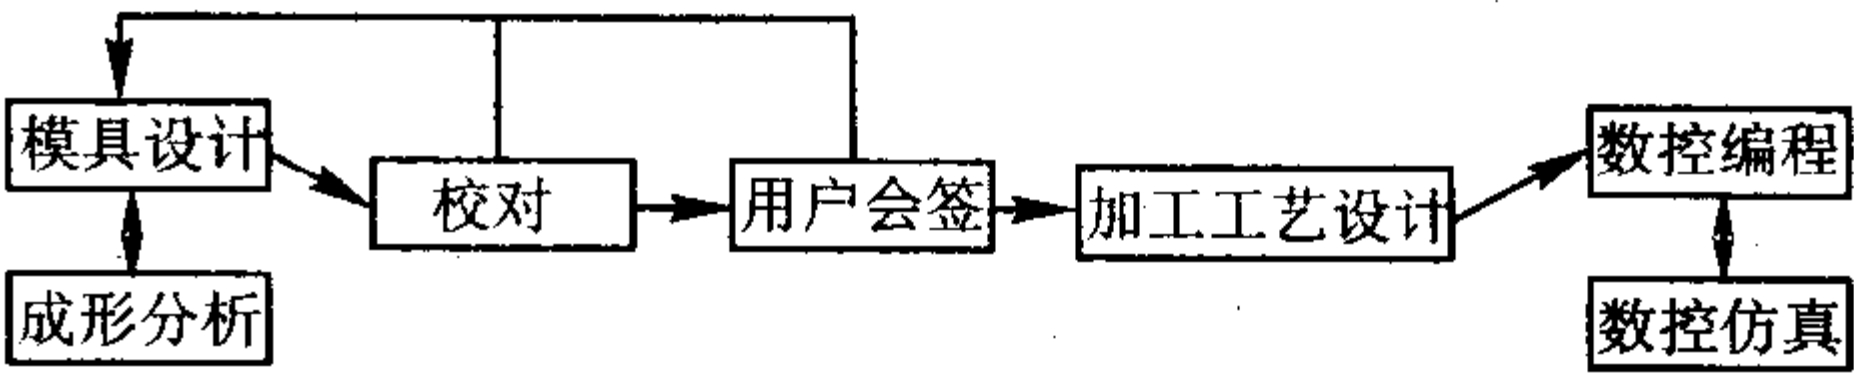 模具设计
成形分析
校对
用户会签
加工工艺设计
数控编程
数控仿真